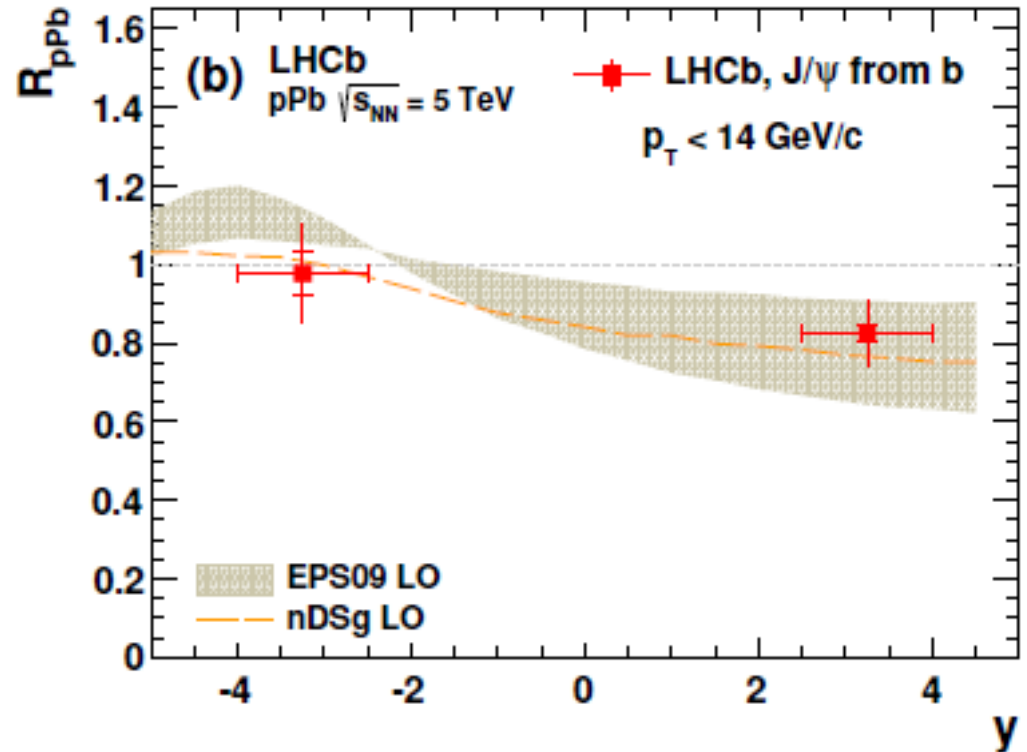 R_pPb
1.6
1.4
1.2
1
0.8
0.6
0.4
0.2
0
(b) LHCb
pPb √s_NN = 5 TeV
LHCb, J/ψ from b
p_T < 14 GeV/c
EPS09 LO
nDSg LO
-4 -2 0 2 4
y